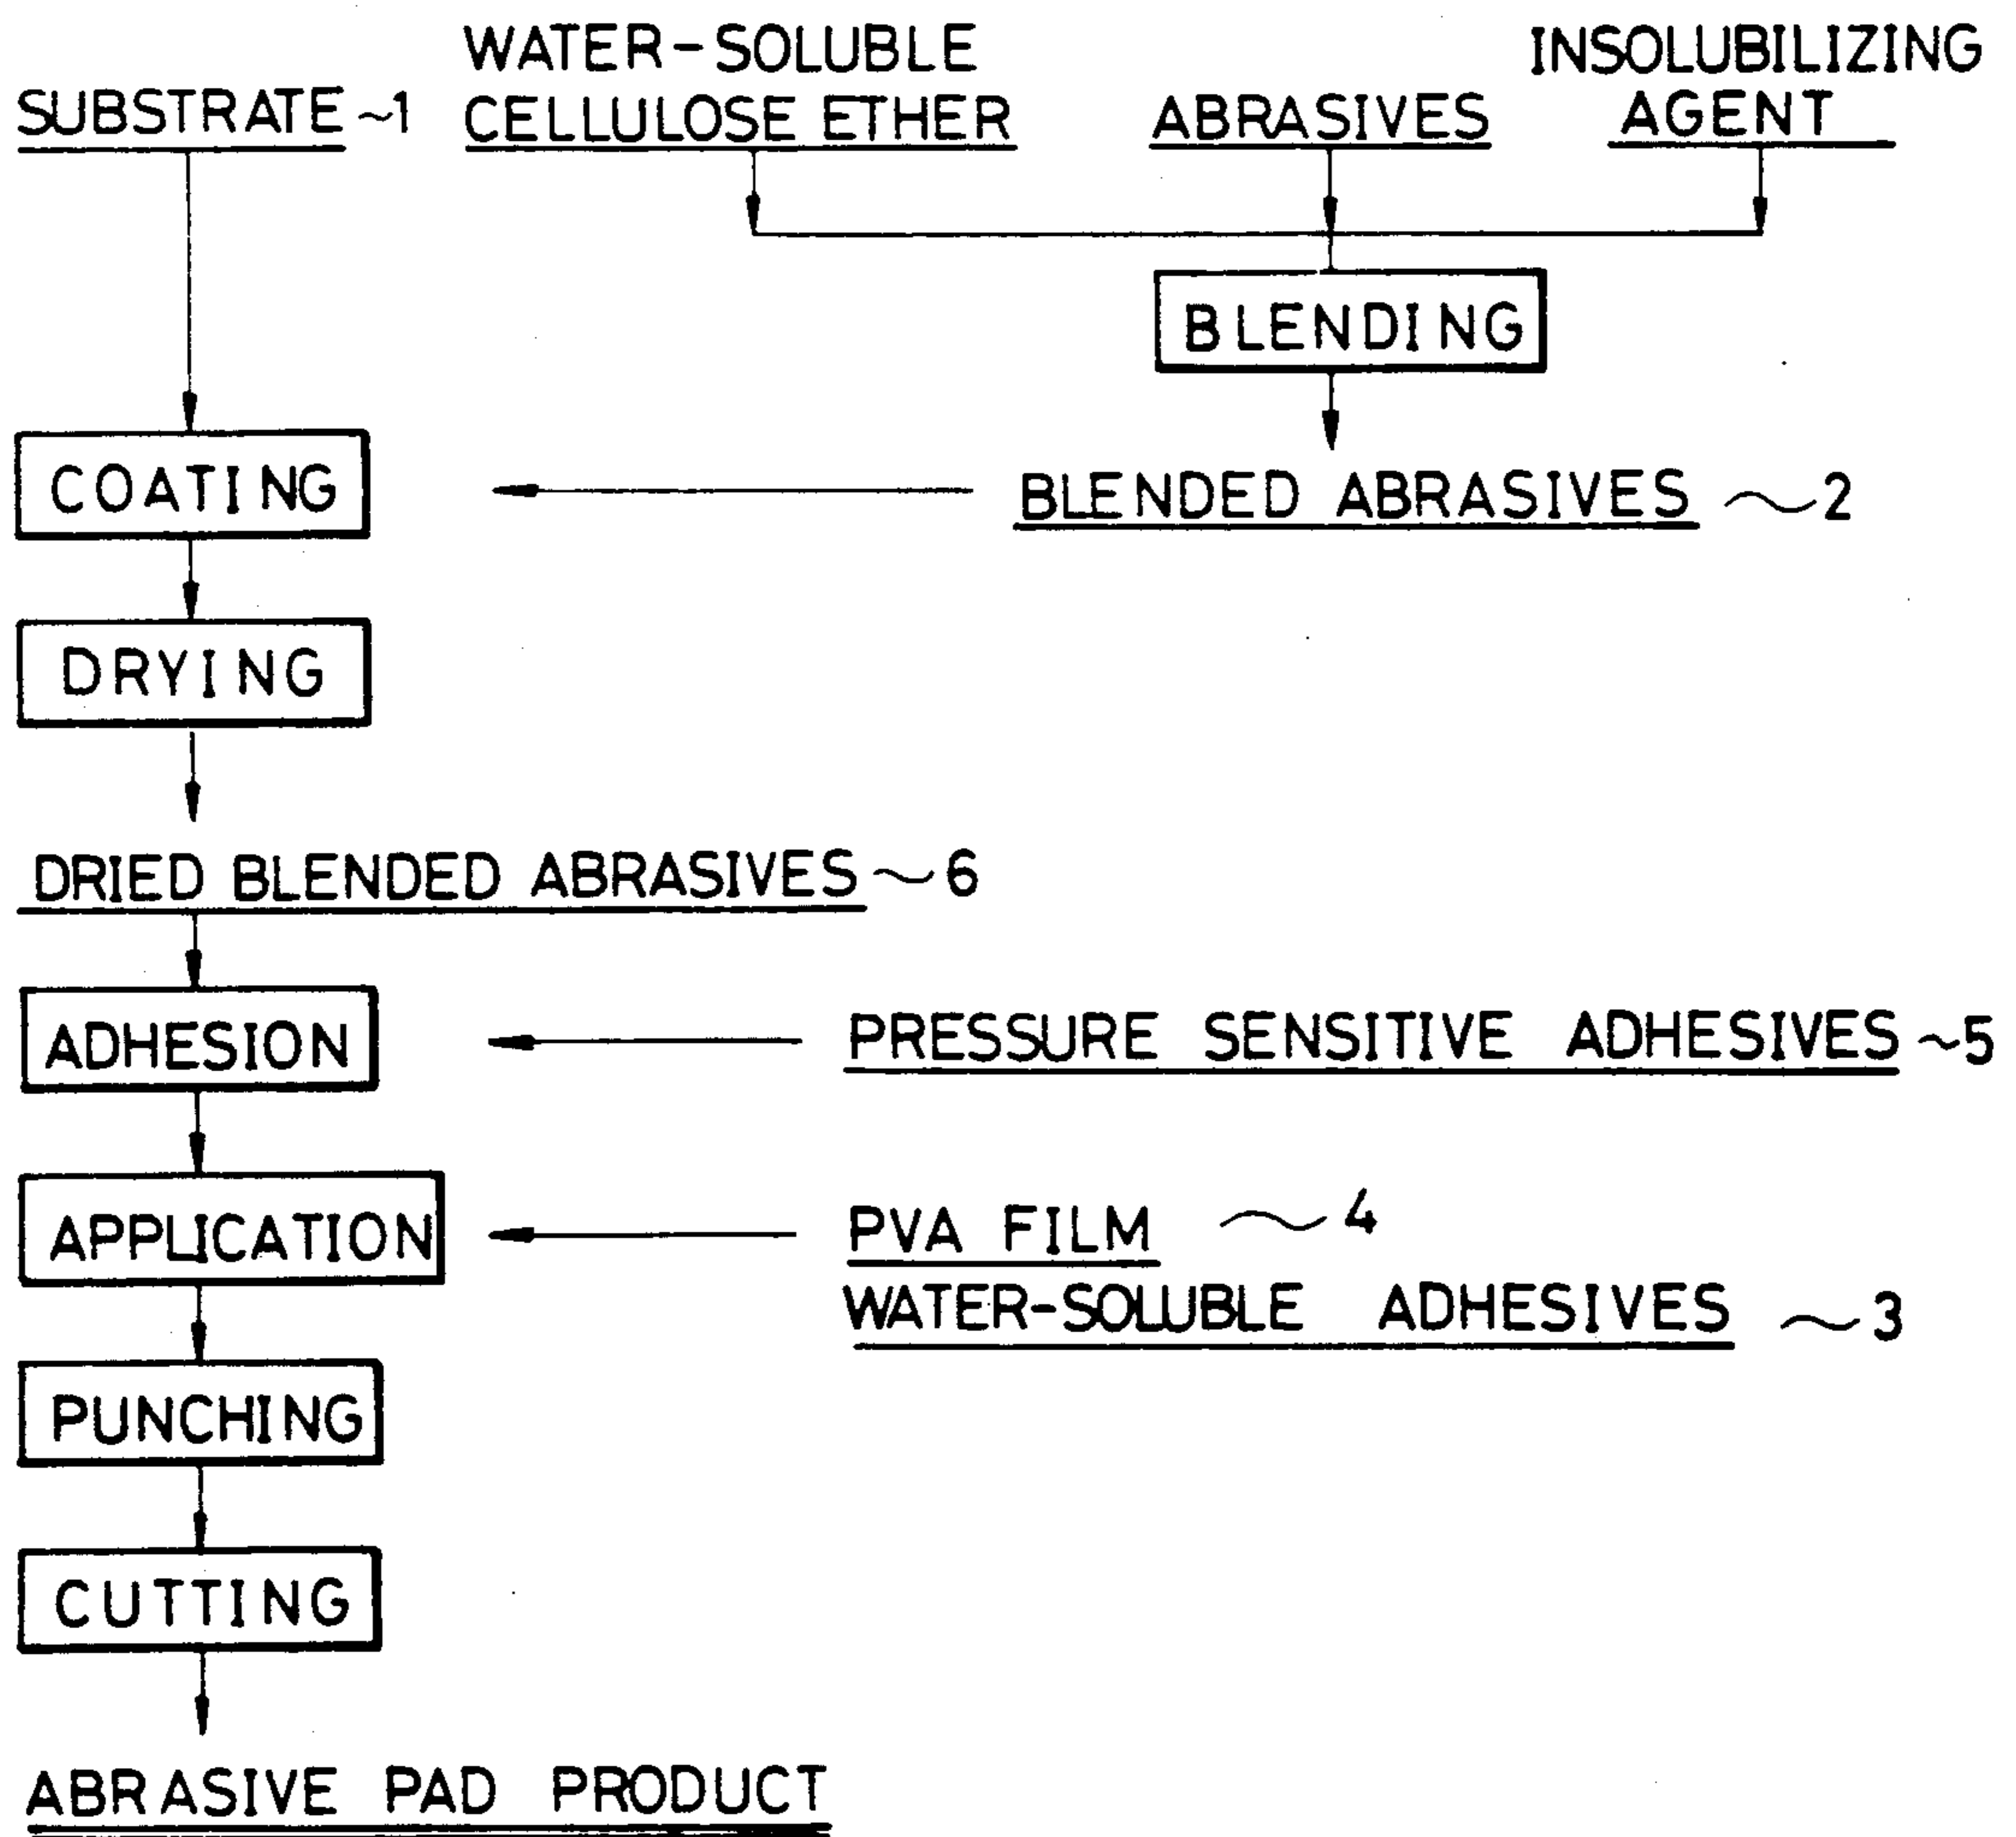 WATER-SOLUBLE
CELLULOSE ETHER
INSOLUBILIZING
AGENT
SUBSTRATE ~1
ABRASIVES
BLENDING
COATING
BLENDED ABRASIVES ~2
DRYING
DRIED BLENDED ABRASIVES ~6
ADHESION
PRESSURE SENSITIVE ADHESIVES ~5
APPLICATION
PVA FILM ~4
WATER-SOLUBLE ADHESIVES ~3
PUNCHING
CUTTING
ABRASIVE PAD PRODUCT